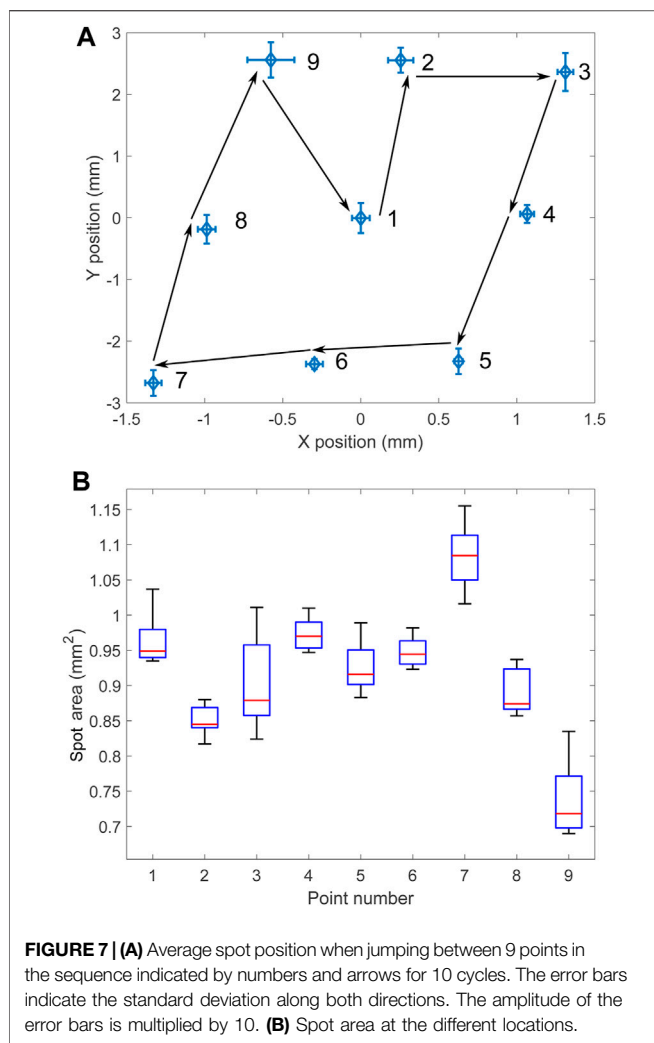 A
3
2
1
0
-1
-2
-3
Y position (mm)
9
2
3
1
4
8
5
6
7
-1.5 -1 -0.5 0 0.5 1 1.5
X position (mm)
B
1.15
1.1
1.05
1
0.95
0.9
0.85
0.8
0.75
0.7
Spot area (mm²)
1 2 3 4 5 6 7 8 9
Point number
FIGURE 7 | (A) Average spot position when jumping between 9 points in
the sequence indicated by numbers and arrows for 10 cycles. The error bars
indicate the standard deviation along both directions. The amplitude of the
error bars is multiplied by 10. (B) Spot area at the different locations.